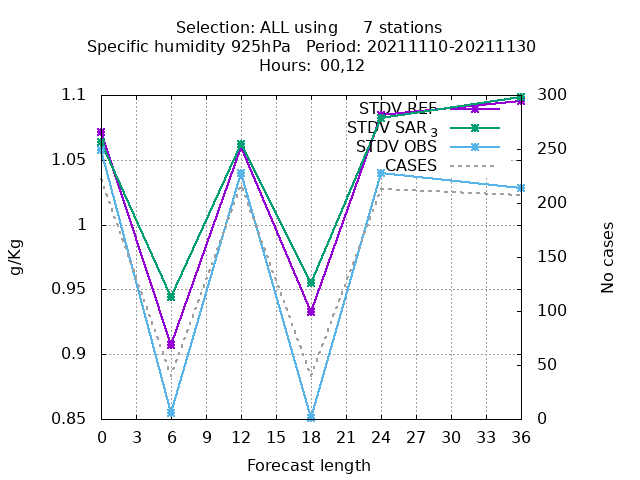 Selection: ALL using 7 stations
Specific humidity 925hPa Period: 20211110-20211130
Hours: 00,12
STDV REF
STDV SAR 3
STDV OBS
CASES
1.1
1.05
1
0.95
0.9
0.85
g/Kg
300
250
200
150
100
50
0
No cases
0 3 6 9 12 15 18 21 24 27 30 33 36
Forecast length